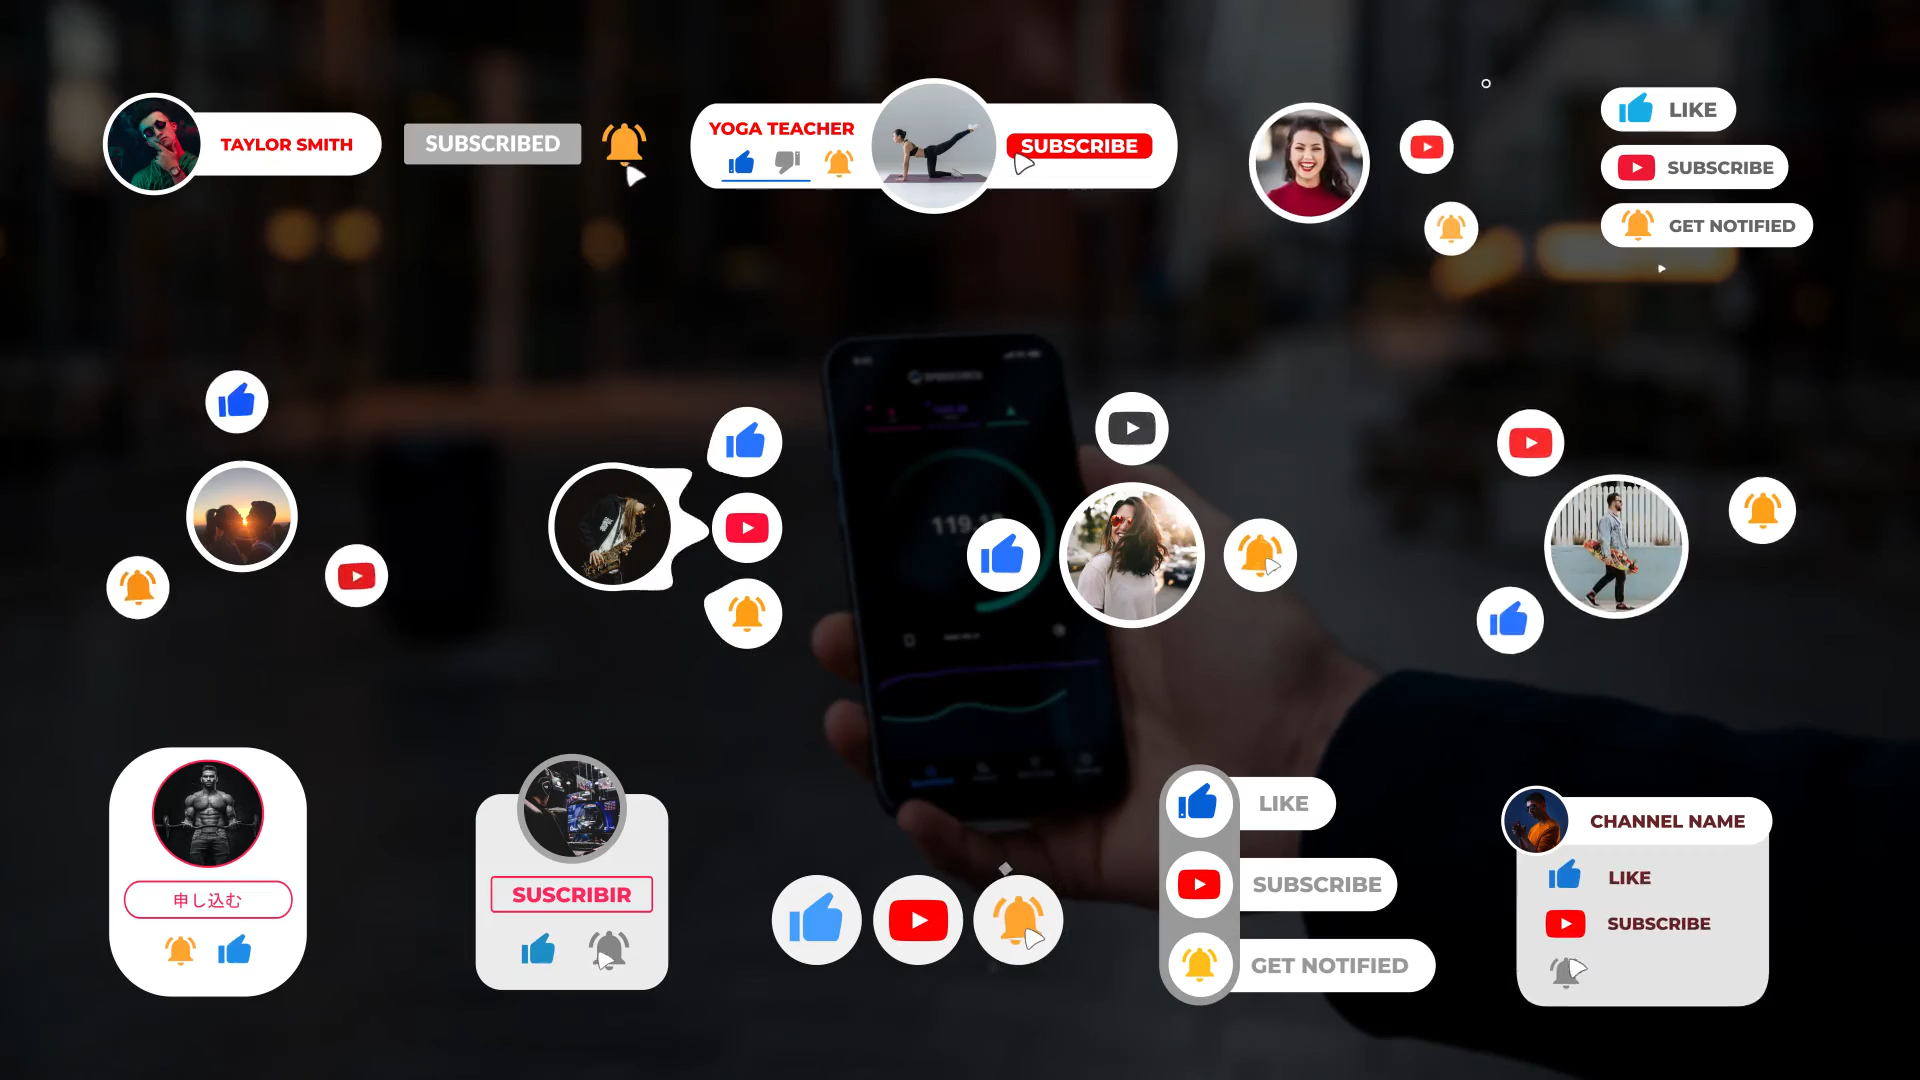 TAYLOR SMITH
SUBSCRIBED
YOGA TEACHER
SUBSCRIBE
LIKE
SUBSCRIBE
GET NOTIFIED
申し込む
SUSCRIBIR
LIKE
SUBSCRIBE
GET NOTIFIED
CHANNEL NAME
LIKE
SUBSCRIBE